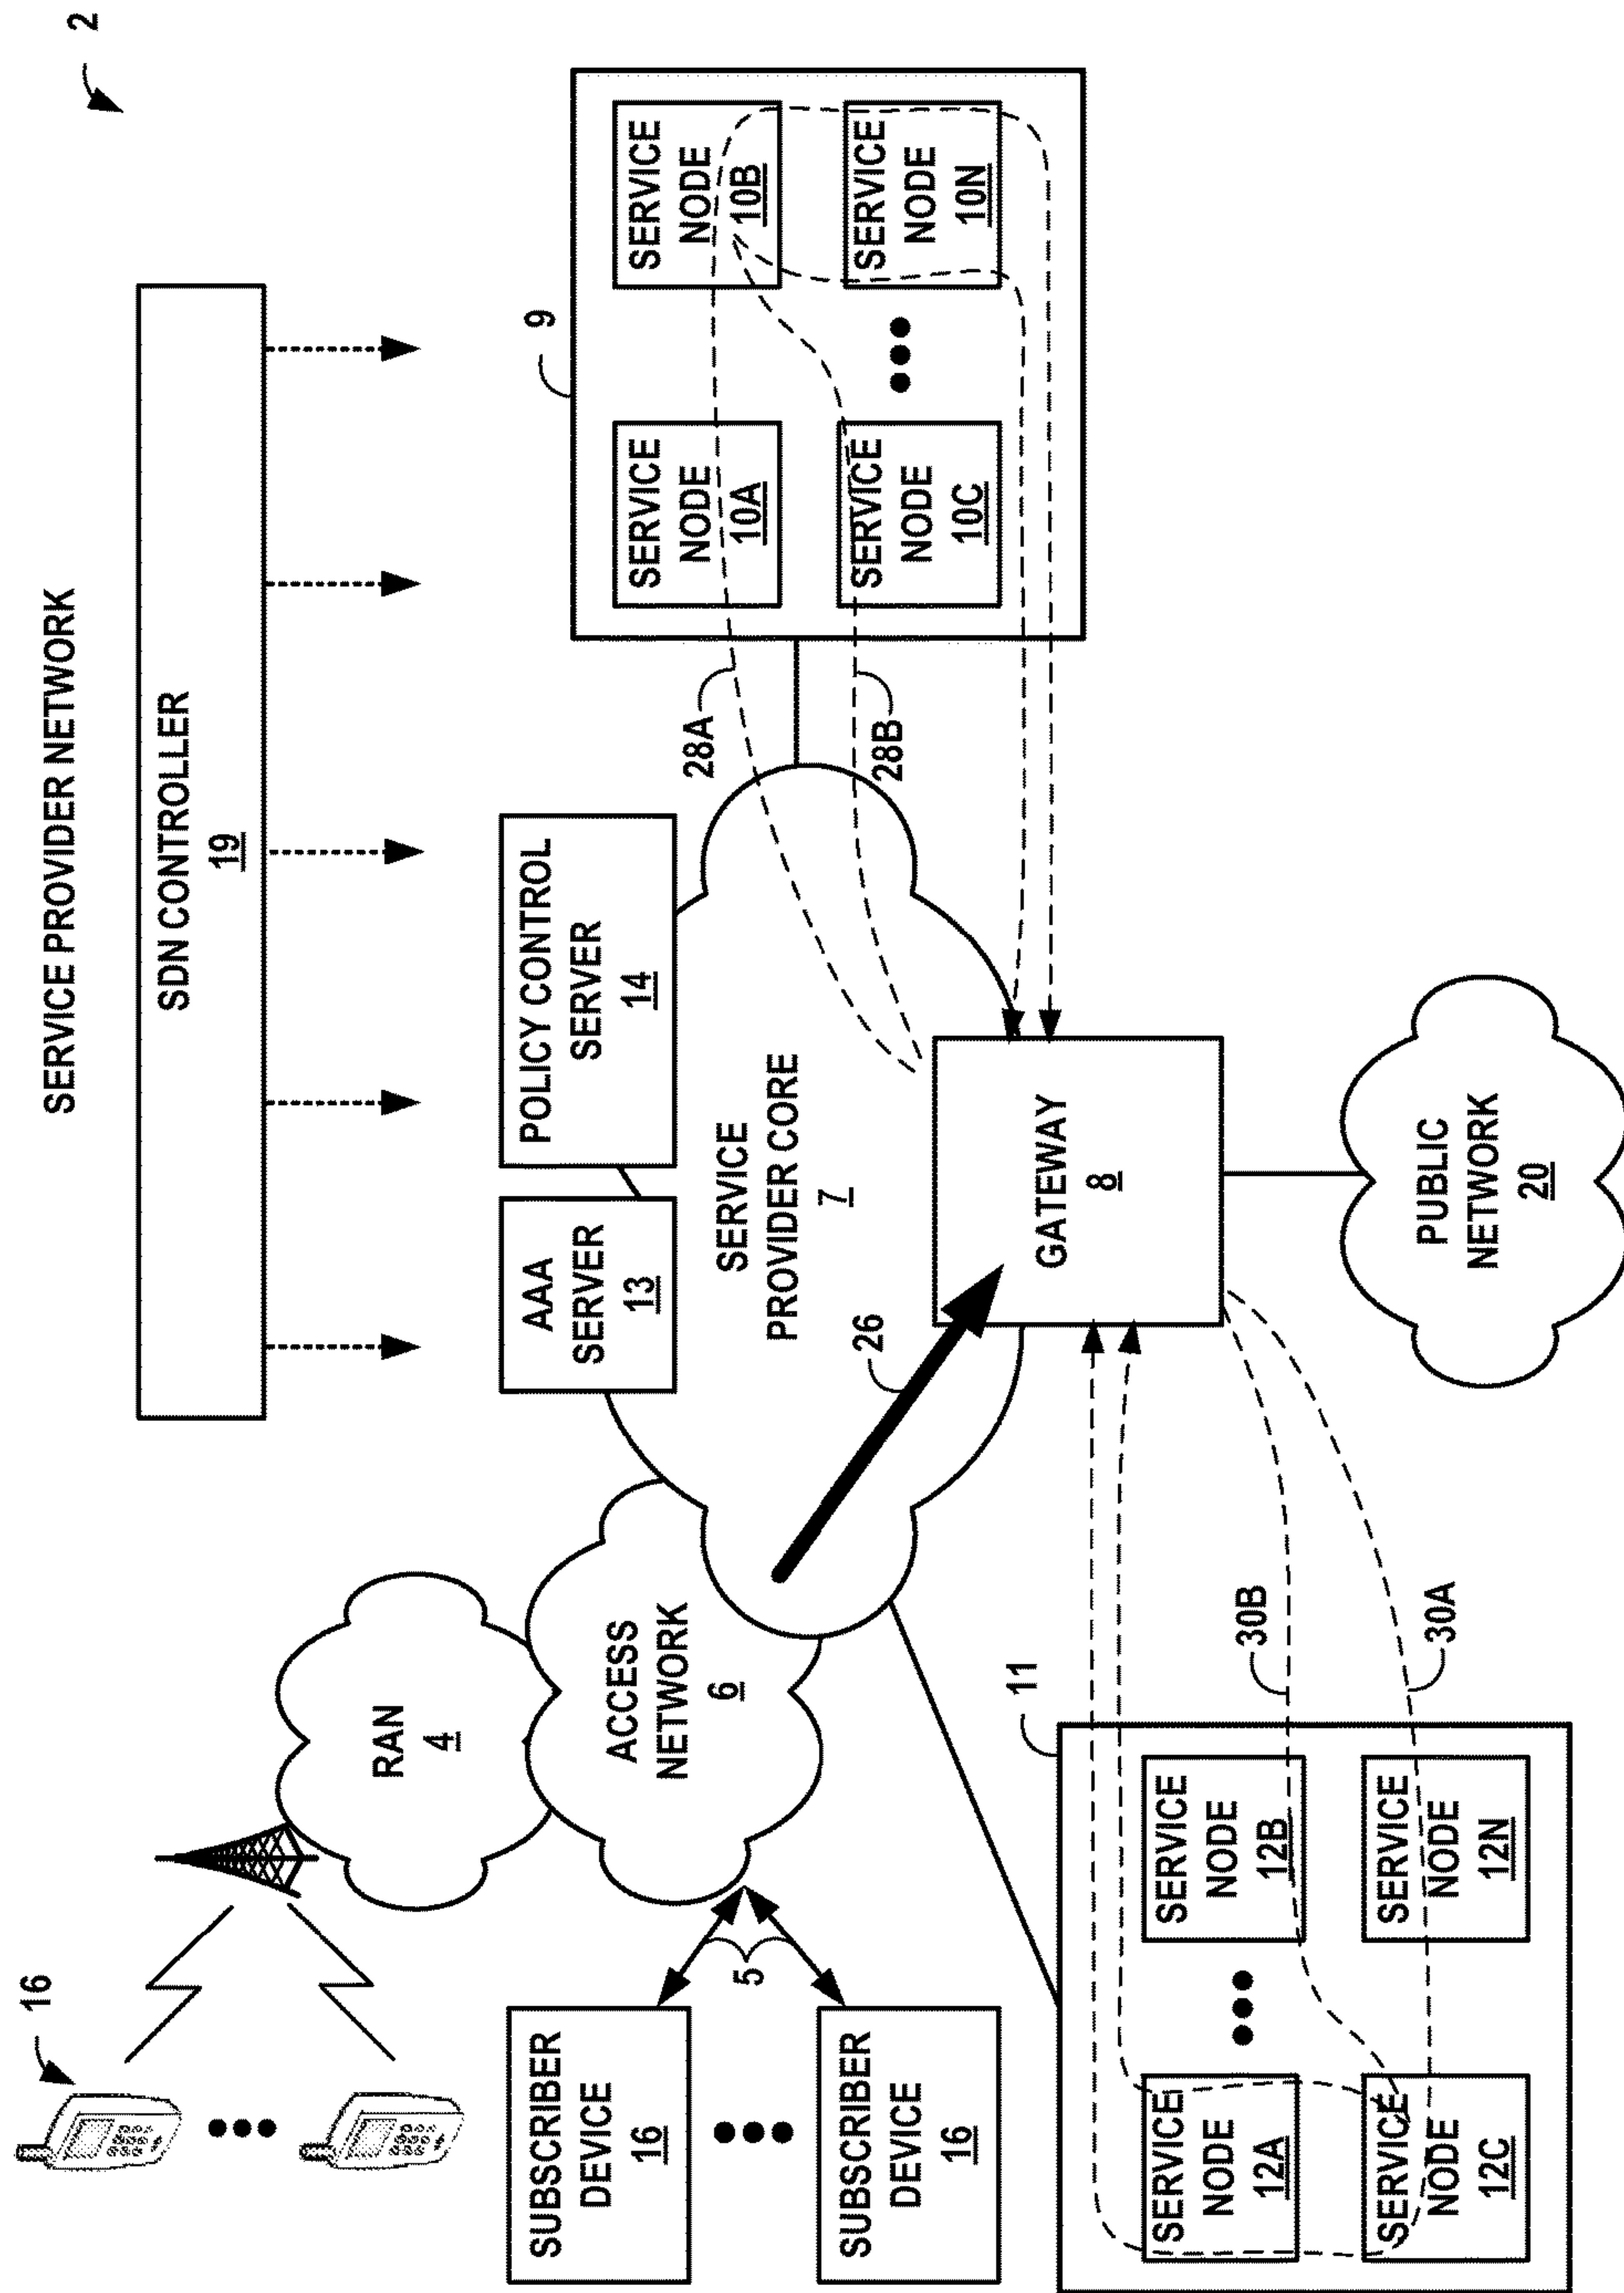 SERVICE PROVIDER NETWORK
2
SDN CONTROLLER
19
16
RAN
4
ACCESS
NETWORK
6
AAA
SERVER
13
POLICY CONTROL
SERVER
14
SERVICE
PROVIDER CORE
7
26
SUBSCRIBER
DEVICE
16
5
SUBSCRIBER
DEVICE
16
28A
28B
9
SERVICE
NODE
10A
SERVICE
NODE
10B
SERVICE
NODE
10C
SERVICE
NODE
10N
GATEWAY
8
11
30B
30A
SERVICE
NODE
12A
SERVICE
NODE
12B
SERVICE
NODE
12C
SERVICE
NODE
12N
PUBLIC
NETWORK
20